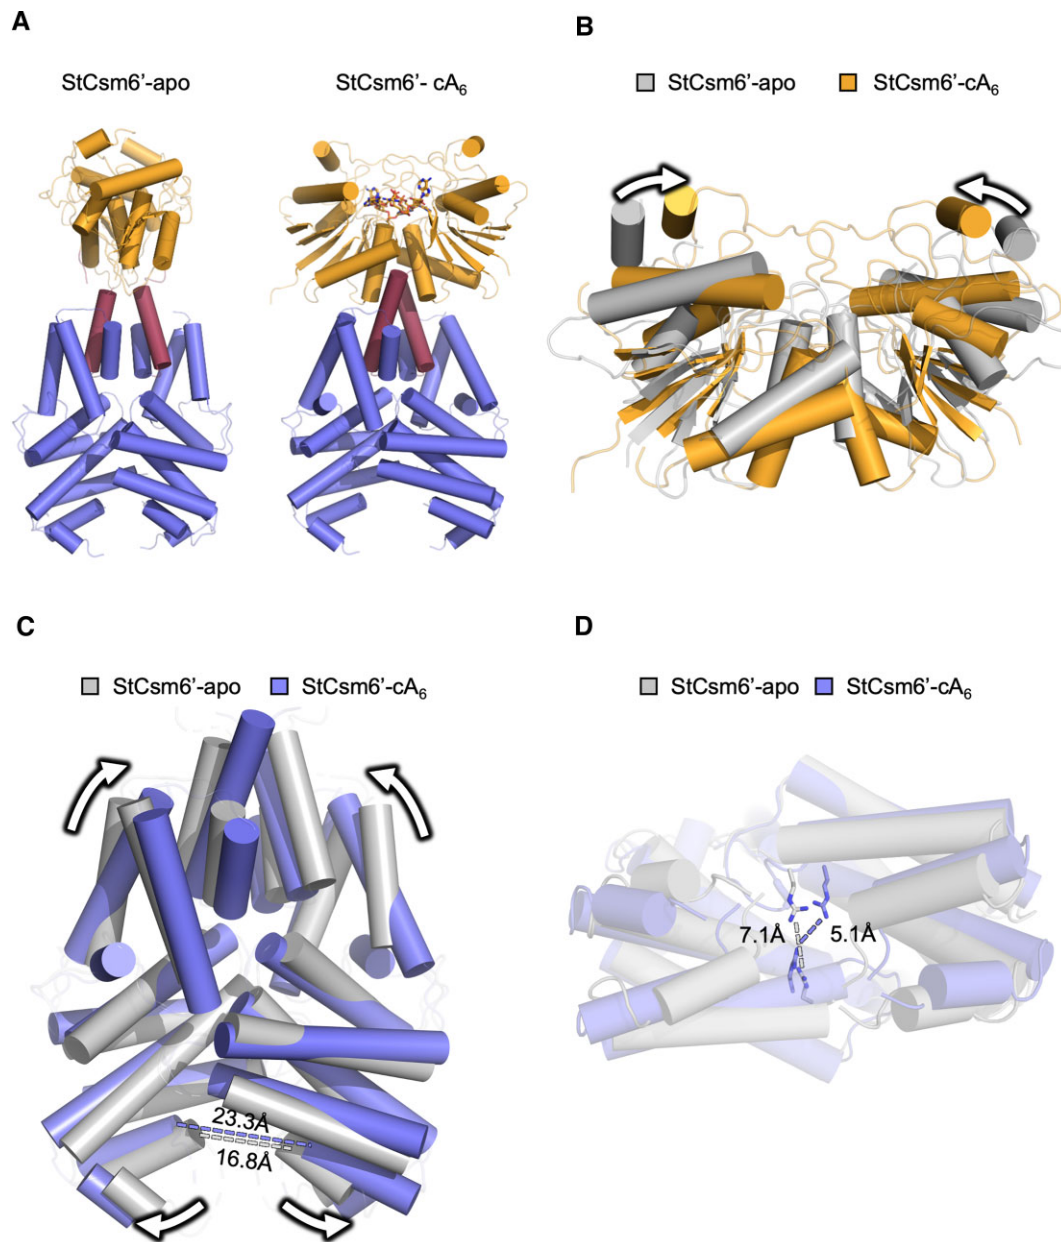 A
StCsm6’-apo
StCsm6’- cA₆
B
StCsm6’-apo
StCsm6’-cA₆
C
StCsm6’-apo
StCsm6’-cA₆
23.3Å
16.8Å
D
StCsm6’-apo
StCsm6’-cA₆
7.1Å
5.1Å